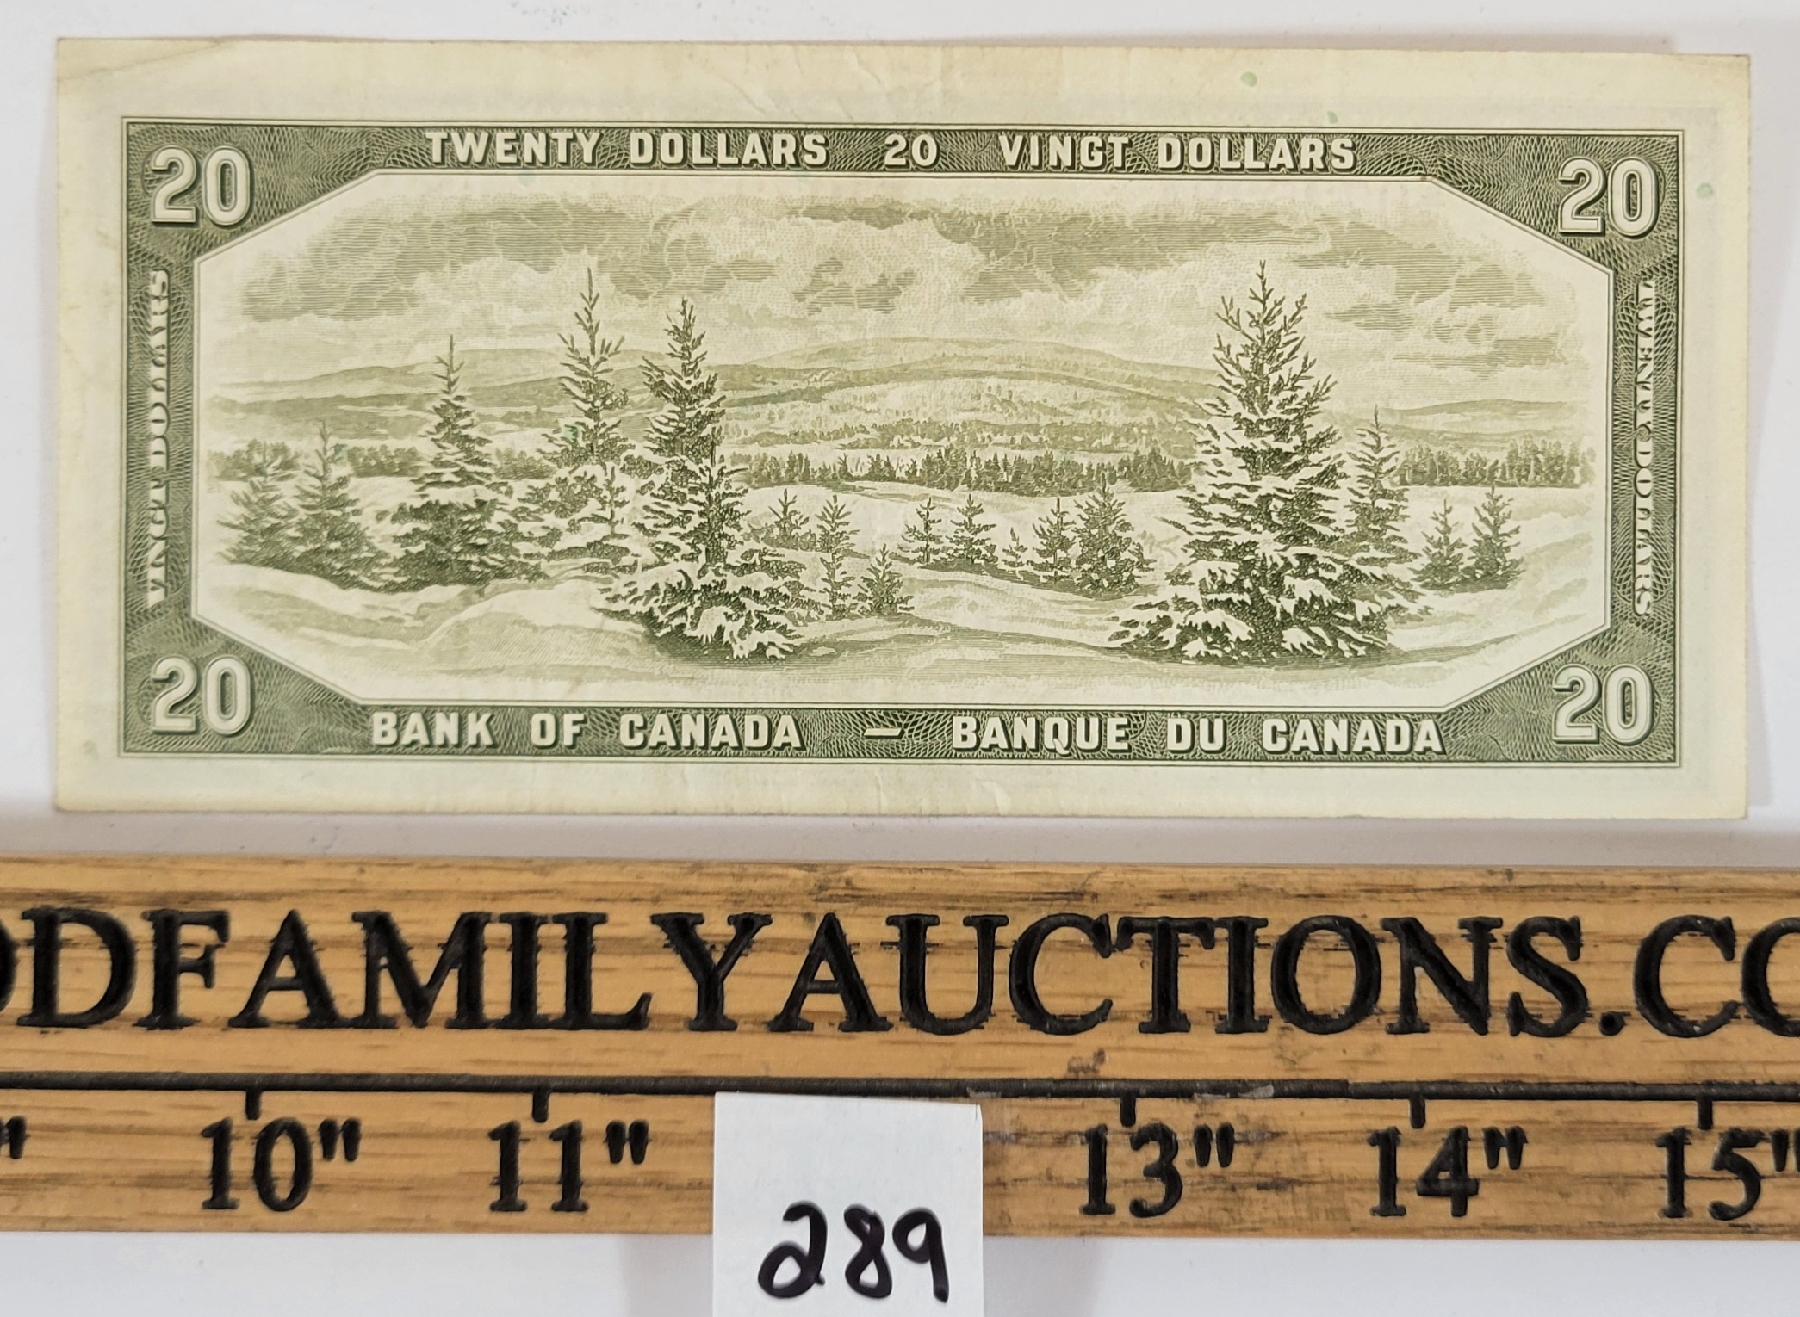 TWENTY DOLLARS 20 VINGT DOLLARS
20
20
VINGT DOLLARS
TWENTY DOLLARS
20
20
BANK OF CANADA – BANQUE DU CANADA
ODFAMILYAUCTIONS.CO
" 10" 11" 13" 14" 15"
289